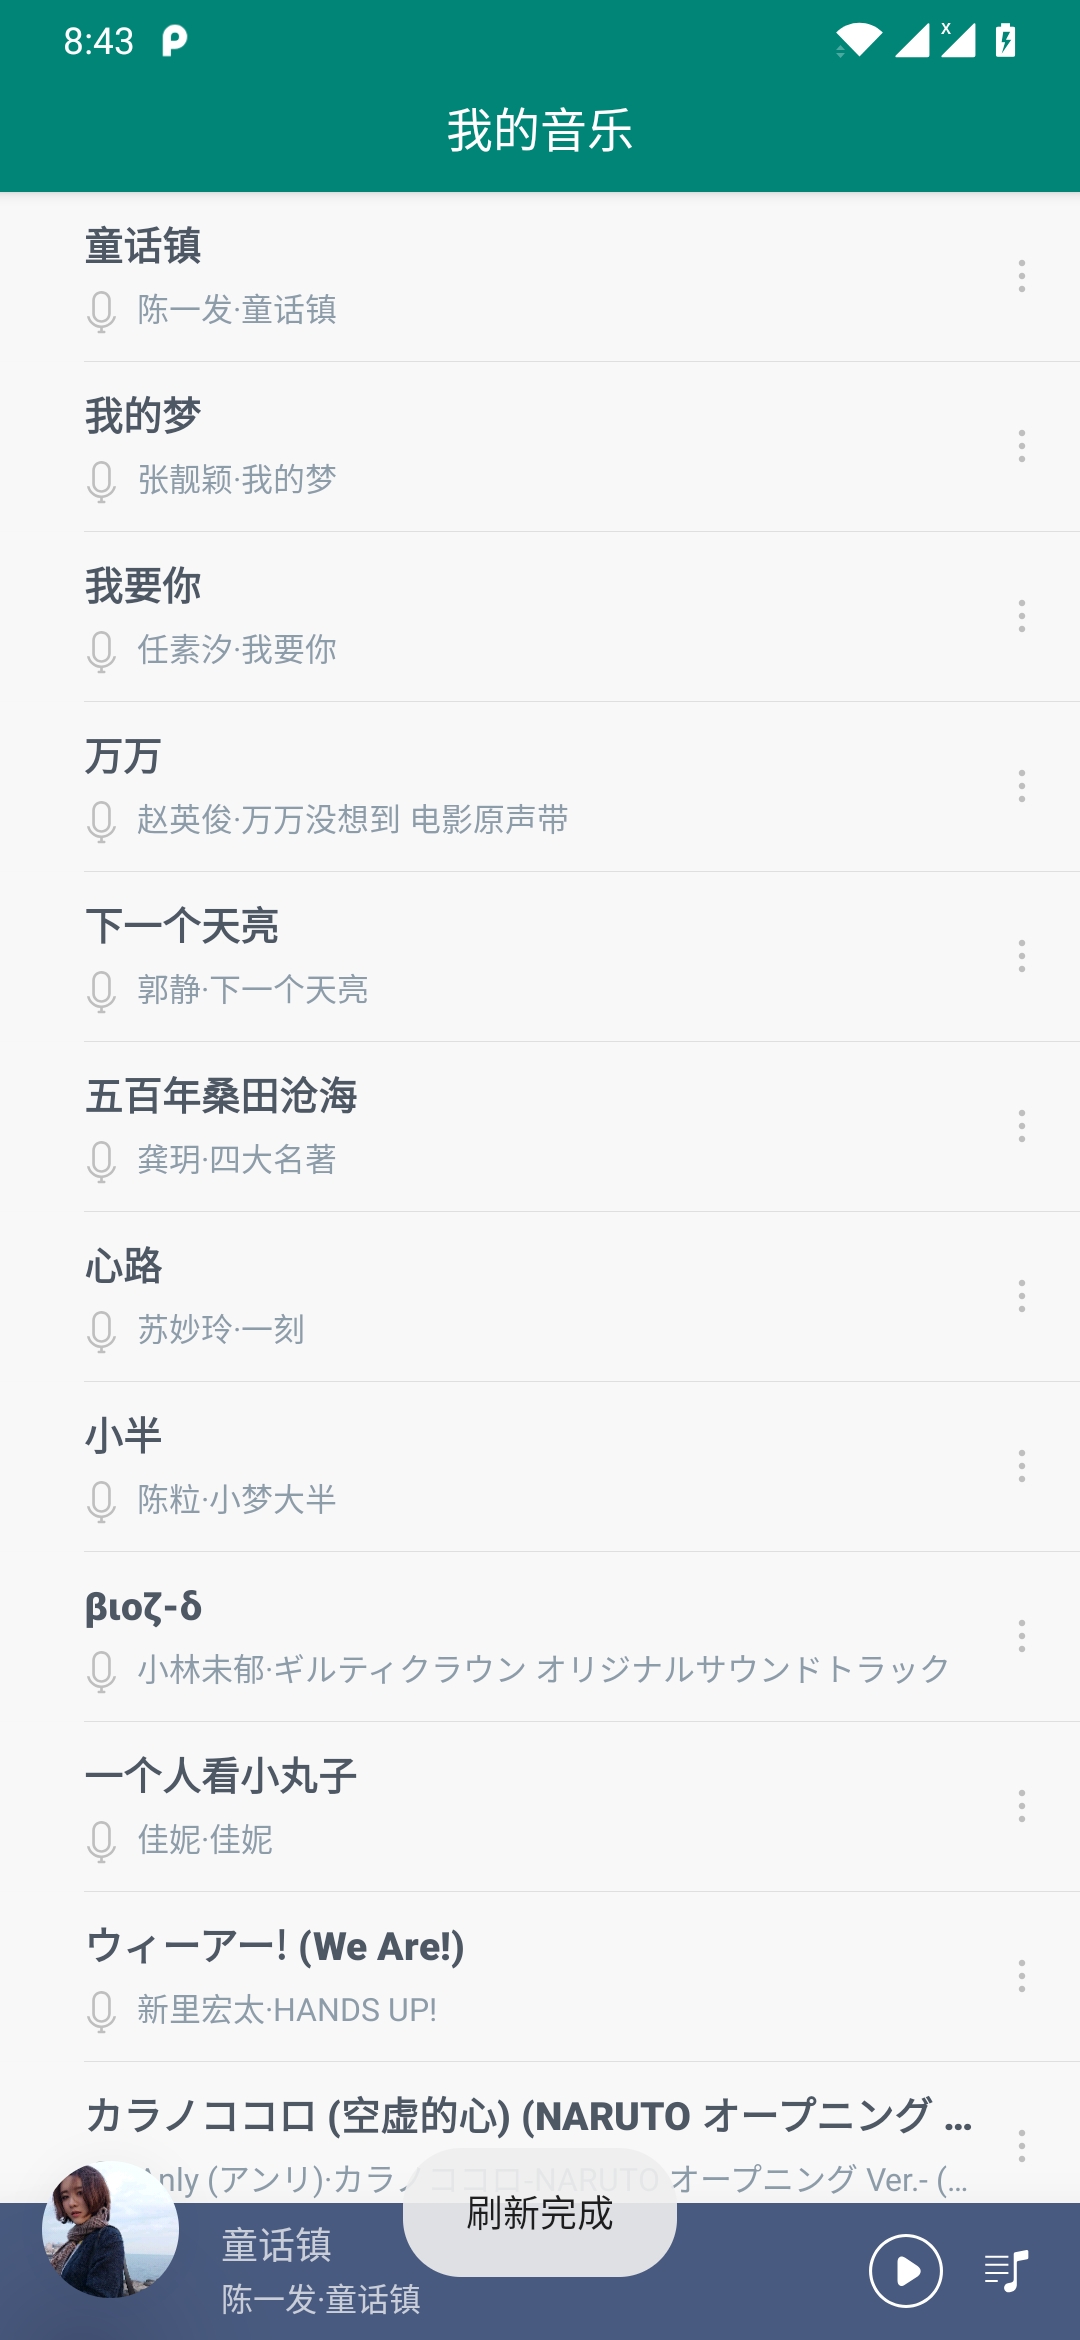 8:43
我的音乐
童话镇
陈一发·童话镇
我的梦
张靓颖·我的梦
我要你
任素汐·我要你
万万
赵英俊·万万没想到 电影原声带
下一个天亮
郭静·下一个天亮
五百年桑田沧海
龚玥·四大名著
心路
苏妙玲·一刻
小半
陈粒·小梦大半
βιοζ-δ
小林未郁·ギルティクラウン オリジナルサウンドトラック
一个人看小丸子
佳妮·佳妮
ウィーアー! (We Are!)
新里宏太·HANDS UP!
カラノココロ (空虚的心) (NARUTO オープニング ...
Anly (アンリ)·カラノココロ-NARUTO オープニング Ver.- (...
刷新完成
童话镇
陈一发·童话镇